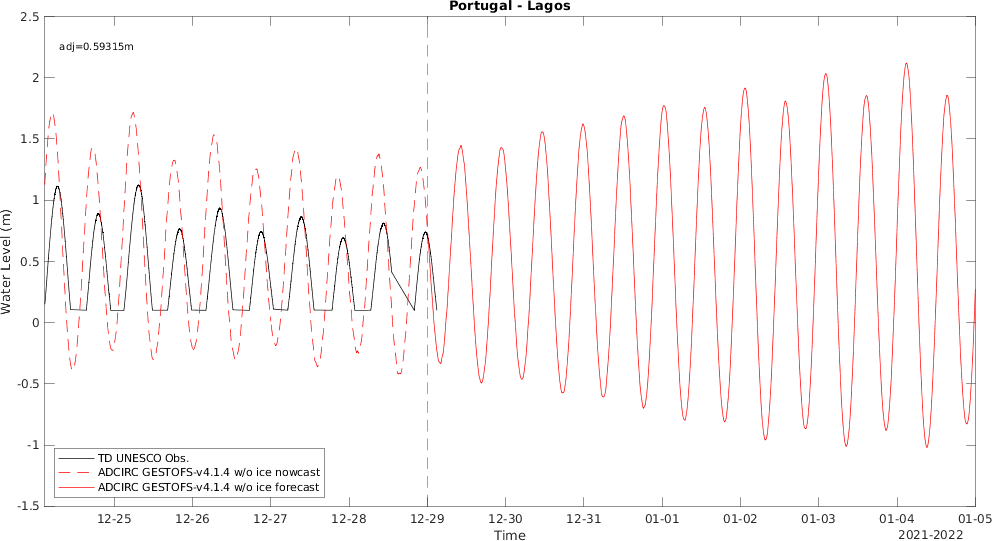 Portugal - Lagos
adj=0.59315m
Water Level (m)
2.5
2
1.5
1
0.5
0
-0.5
-1
-1.5
TD UNESCO Obs.
ADCIRC GESTOFS-v4.1.4 w/o ice nowcast
ADCIRC GESTOFS-v4.1.4 w/o ice forecast
12-25 12-26 12-27 12-28 12-29 12-30 12-31 01-01 01-02 01-03 01-04 01-05
Time
2021-2022